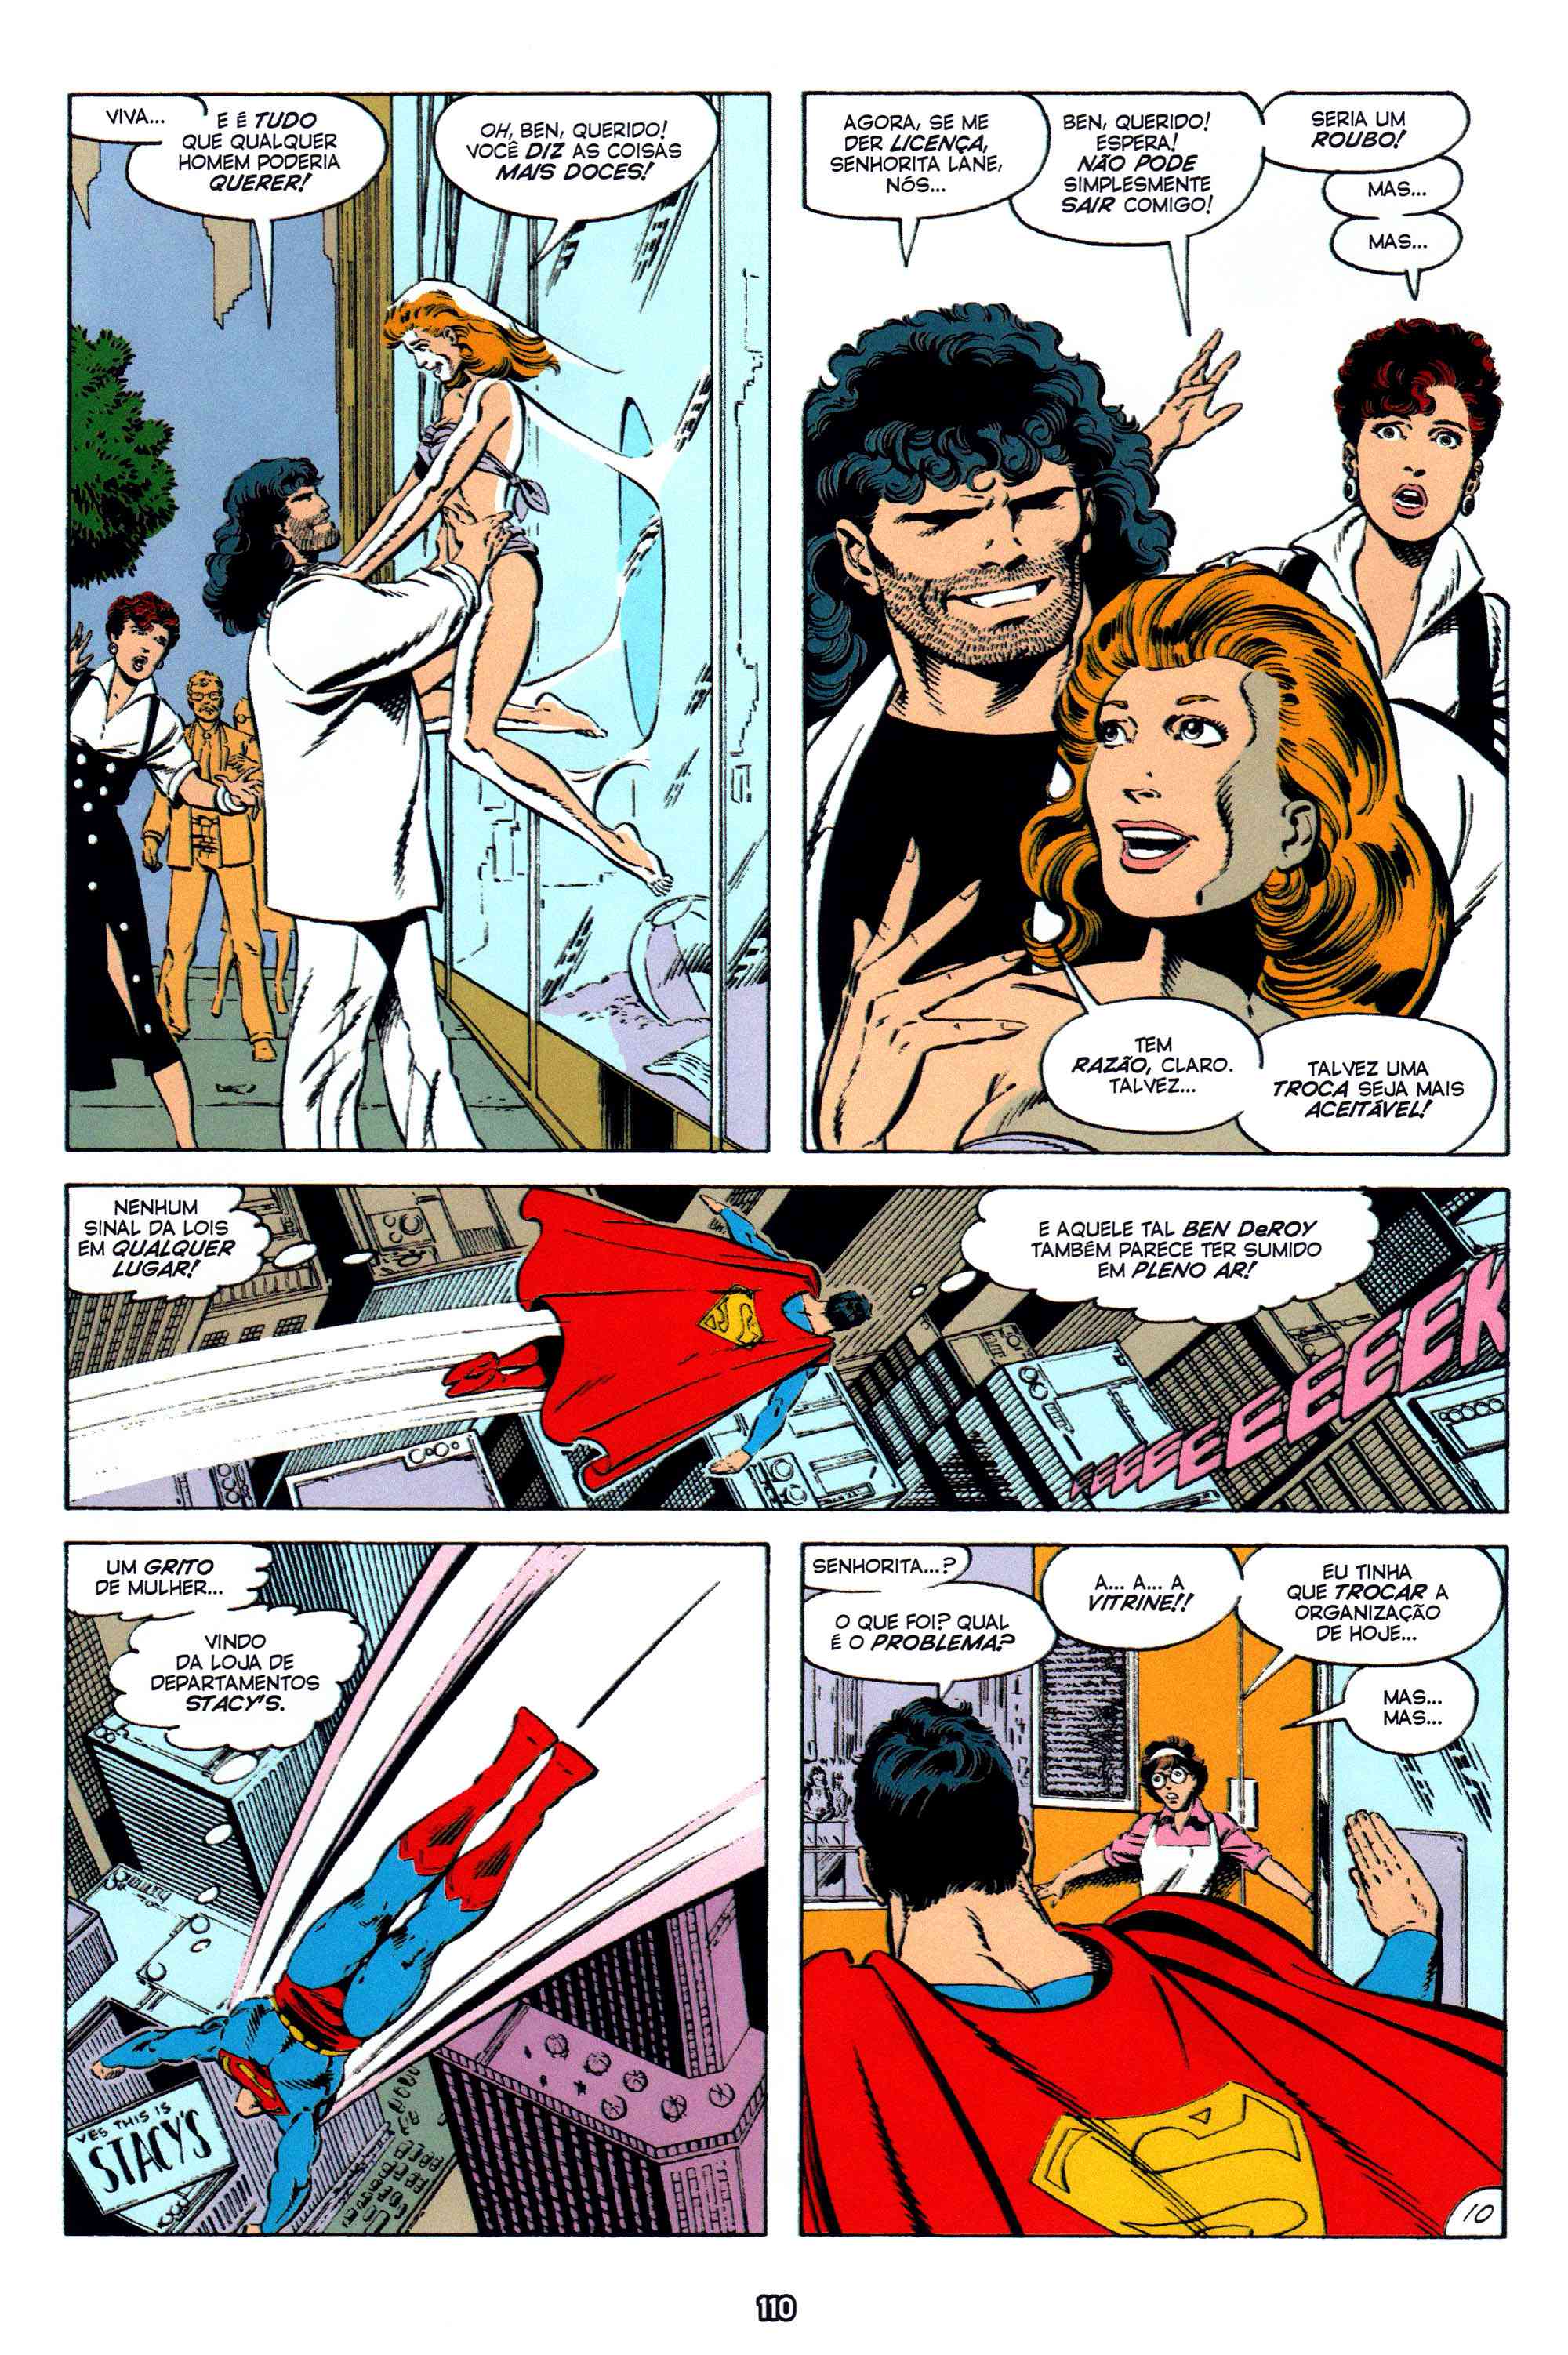 VIVA...
E É TUDO
QUE QUALQUER
HOMEM PODERIA
QUERER!
OH, BEN, QUERIDO!
VOCÊ DIZ AS COISAS
MAIS DOCES!
AGORA, SE ME
DER LICENÇA,
SENHORITA LANE,
NÓS...
BEN, QUERIDO!
ESPERA!
NÃO PODE
SIMPLESMENTE
SAIR COMIGO!
SERIA UM
ROUBO!
MAS...
MAS...
TEM
RAZÃO, CLARO.
TALVEZ...
TALVEZ UMA
TROCA SEJA MAIS
ACEITÁVEL!
NENHUM
SINAL DA LOIS
EM QUALQUER
LUGAR!
E AQUELE TAL BEN DeROY
TAMBÉM PARECE TER SUMIDO
EM PLENO AR!
EEEEEEEEEEK
UM GRITO
DE MULHER...
VINDO
DA LOJA DE
DEPARTAMENTOS
STACY'S.
YES THIS IS
STACY'S
SENHORITA...?
O QUE FOI? QUAL
É O PROBLEMA?
A... A... A
VITRINE!!
EU TINHA
QUE TROCAR A
ORGANIZAÇÃO
DE HOJE...
MAS...
MAS...
10
110